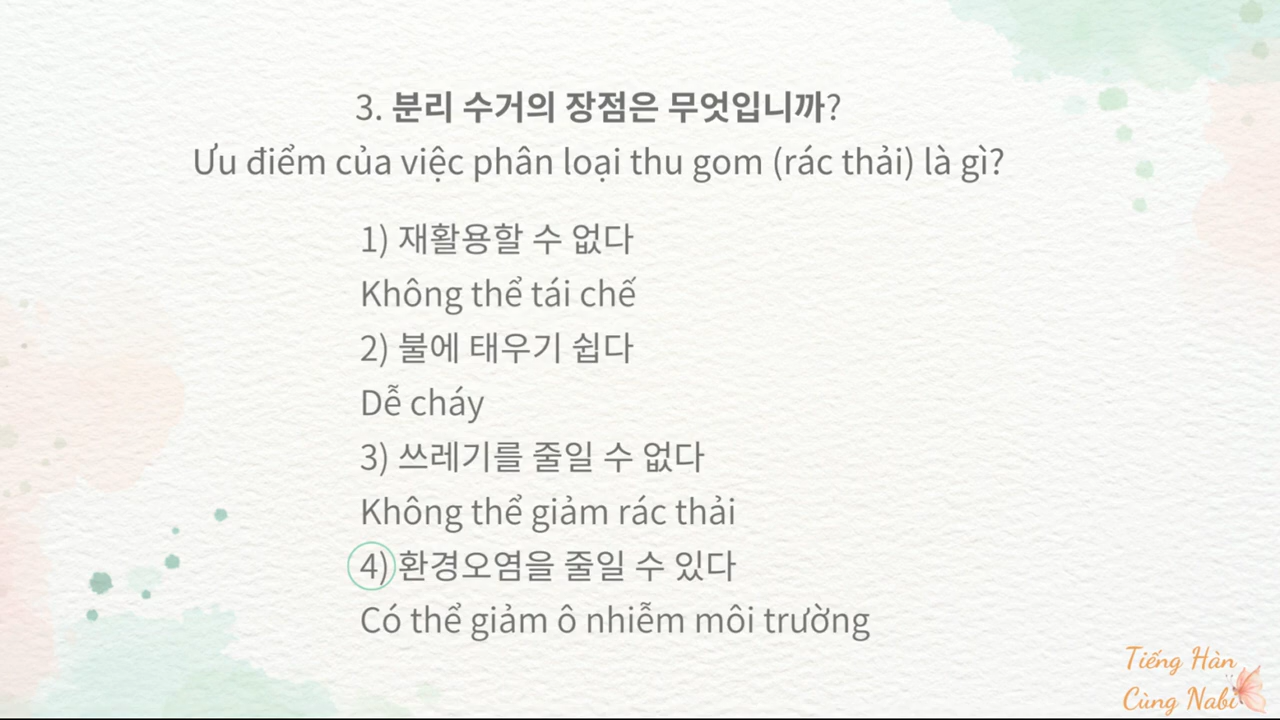 3. 분리 수거의 장점은 무엇입니까?
Ưu điểm của việc phân loại thu gom (rác thải) là gì?
1) 재활용할 수 없다
Không thể tái chế
2) 불에 태우기 쉽다
Dễ cháy
3) 쓰레기를 줄일 수 없다
Không thể giảm rác thải
4) 환경오염을 줄일 수 있다
Có thể giảm ô nhiễm môi trường
Tiếng Hàn
Cùng Nabi